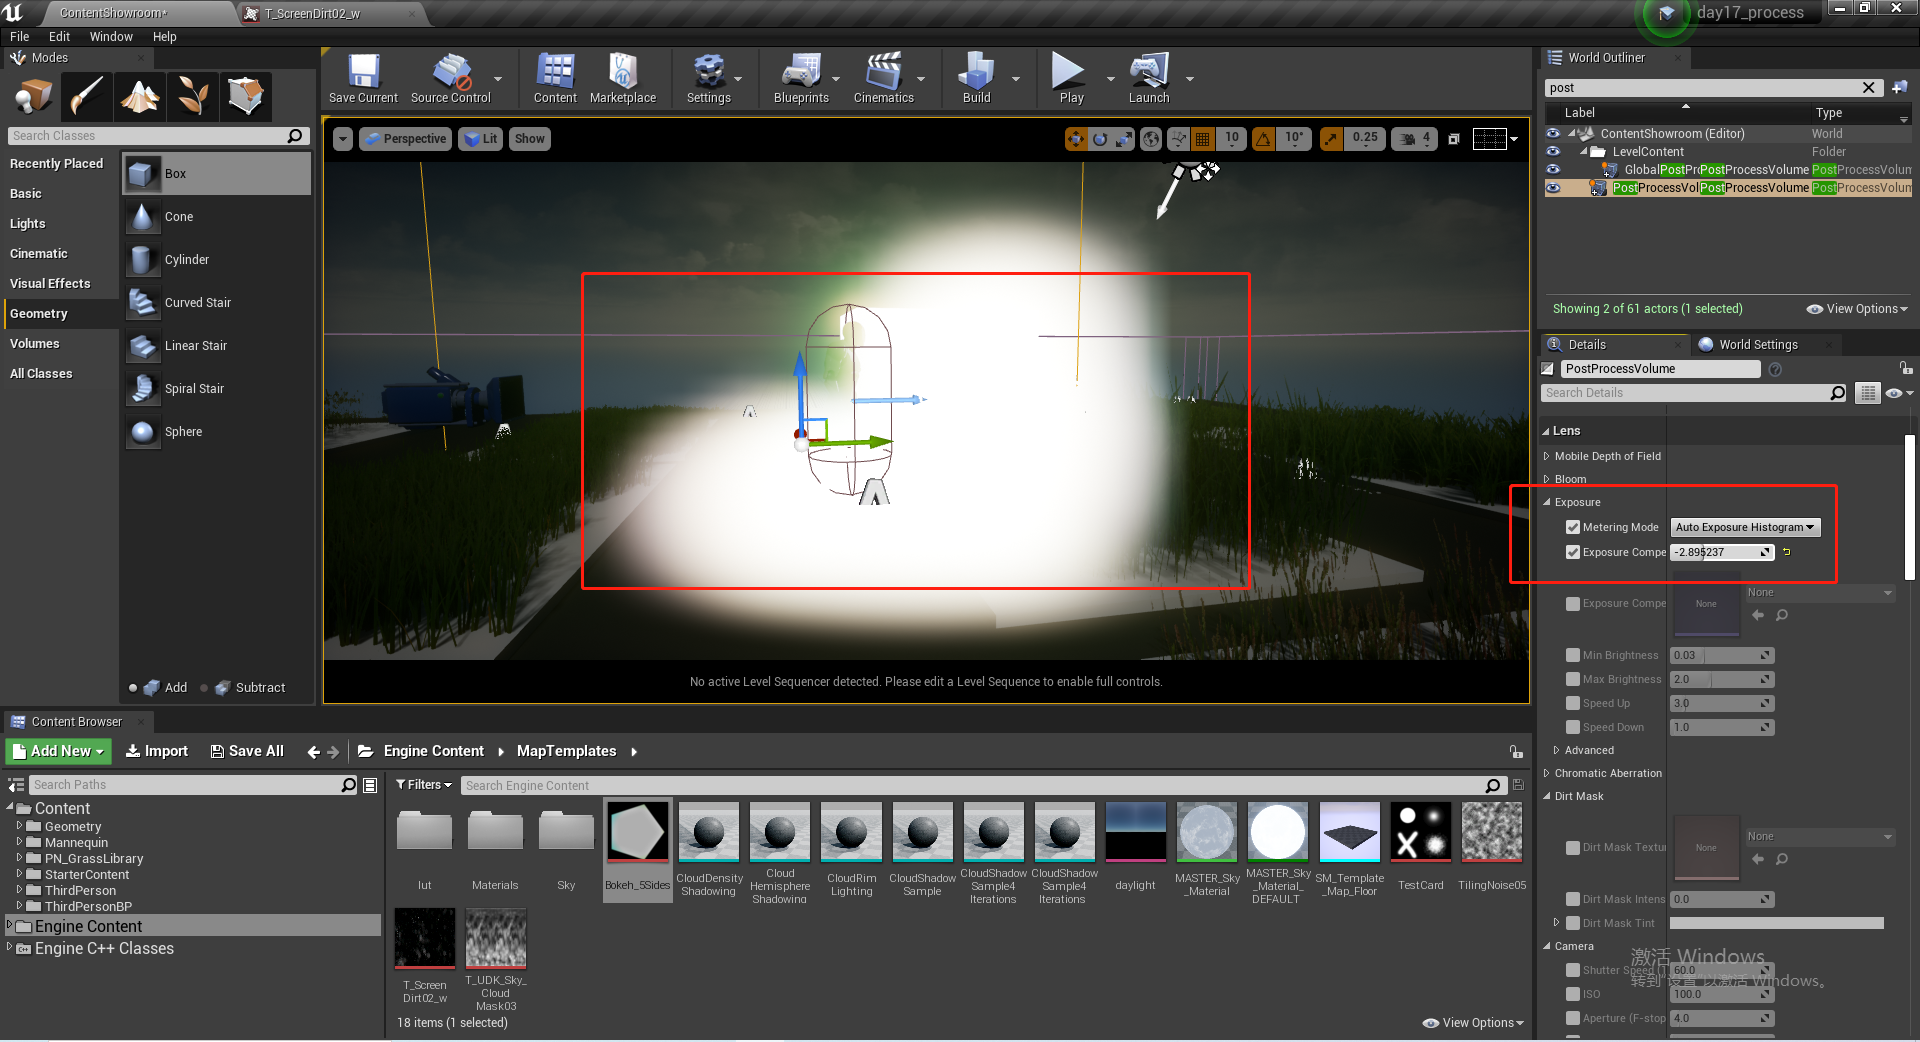 ContentShowroom*
T_ScreenDirt02_w
day17_process
File Edit Window Help
Modes
Search Classes
Recently Placed
Basic
Lights
Cinematic
Visual Effects
Geometry
Volumes
All Classes
Box
Cone
Cylinder
Curved Stair
Linear Stair
Spiral Stair
Sphere
Add Subtract
Save Current Source Control Content Marketplace Settings Blueprints Cinematics Build Play Launch
Perspective Lit Show
10 10° 0.25 4
No active Level Sequencer detected. Please edit a Level Sequence to enable full controls.
World Outliner
post
Label Type
ContentShowroom (Editor) World
LevelContent Folder
GlobalPostPrPostProcessVolume PostProcessVolum
PostProcessVolPostProcessVolume PostProcessVolum
Showing 2 of 61 actors (1 selected) View Options
Details World Settings
PostProcessVolume
Search Details
Lens
Mobile Depth of Field
Bloom
Exposure
Metering Mode Auto Exposure Histogram
Exposure Compe -2.895237
Exposure Compe None None
Min Brightness 0.03
Max Brightness 2.0
Speed Up 3.0
Speed Down 1.0
Advanced
Chromatic Aberration
Dirt Mask
Dirt Mask Textu None None
Dirt Mask Intens 0.0
Dirt Mask Tint
Camera
Shutter Speed (1 60.0
ISO 100.0
Aperture (F-stop 4.0
激活 Windows
转到“设置”以激活 Windows。
Content Browser
Add New Import Save All Engine Content MapTemplates
Search Paths
Content
Geometry
Mannequin
PN_GrassLibrary
StarterContent
ThirdPerson
ThirdPersonBP
Engine Content
Engine C++ Classes
Filters Search Engine Content
lut
Materials
Sky
Bokeh_5Sides
CloudDensity
Shadowing
Cloud
Hemisphere
Shadowing
CloudRim
Lighting
CloudShadow
Sample
CloudShadow
Sample4
Iterations
CloudShadow
Sample4
Iterations
daylight
MASTER_Sky
_Material
MASTER_Sky
_Material_
DEFAULT
SM_Template
_Map_Floor
TestCard
TilingNoise05
T_Screen
Dirt02_w
T_UDK_Sky_
Cloud
Mask03
18 items (1 selected) View Options